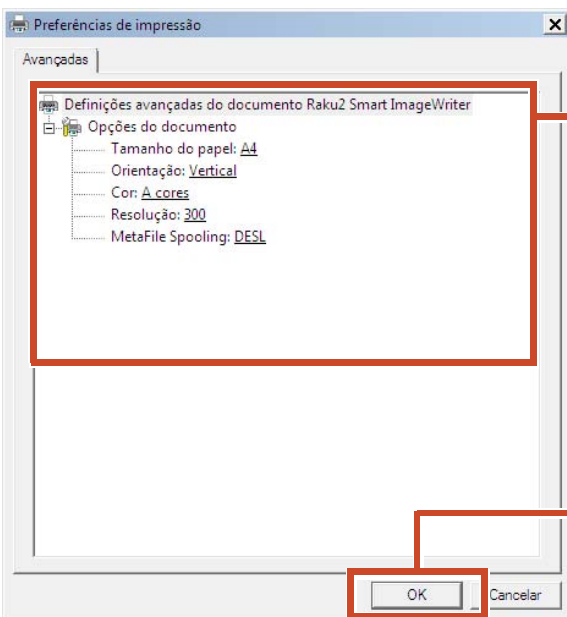 Preferências de impressão
Avançadas
Definições avançadas do documento Raku2 Smart ImageWriter
Opções do documento
Tamanho do papel: A4
Orientação: Vertical
Cor: A cores
Resolução: 300
MetaFile Spooling: DESL
OK Cancelar